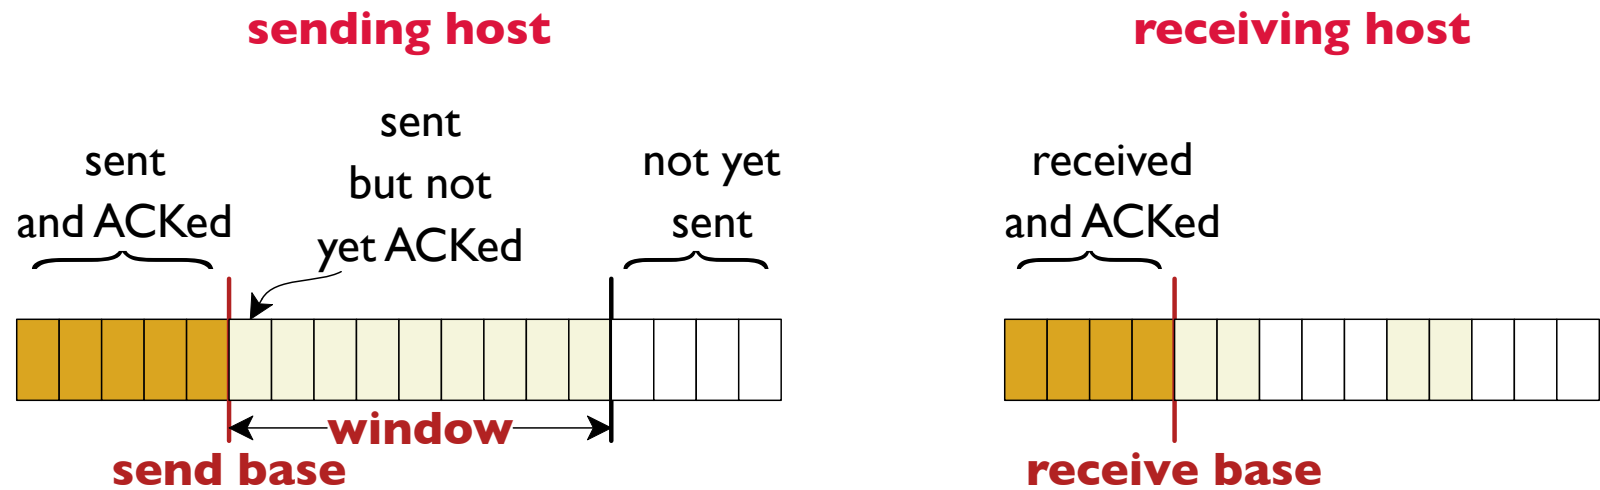 sending host
receiving host
sent
and ACKed
sent
but not
yet ACKed
not yet
sent
received
and ACKed
window
send base
receive base